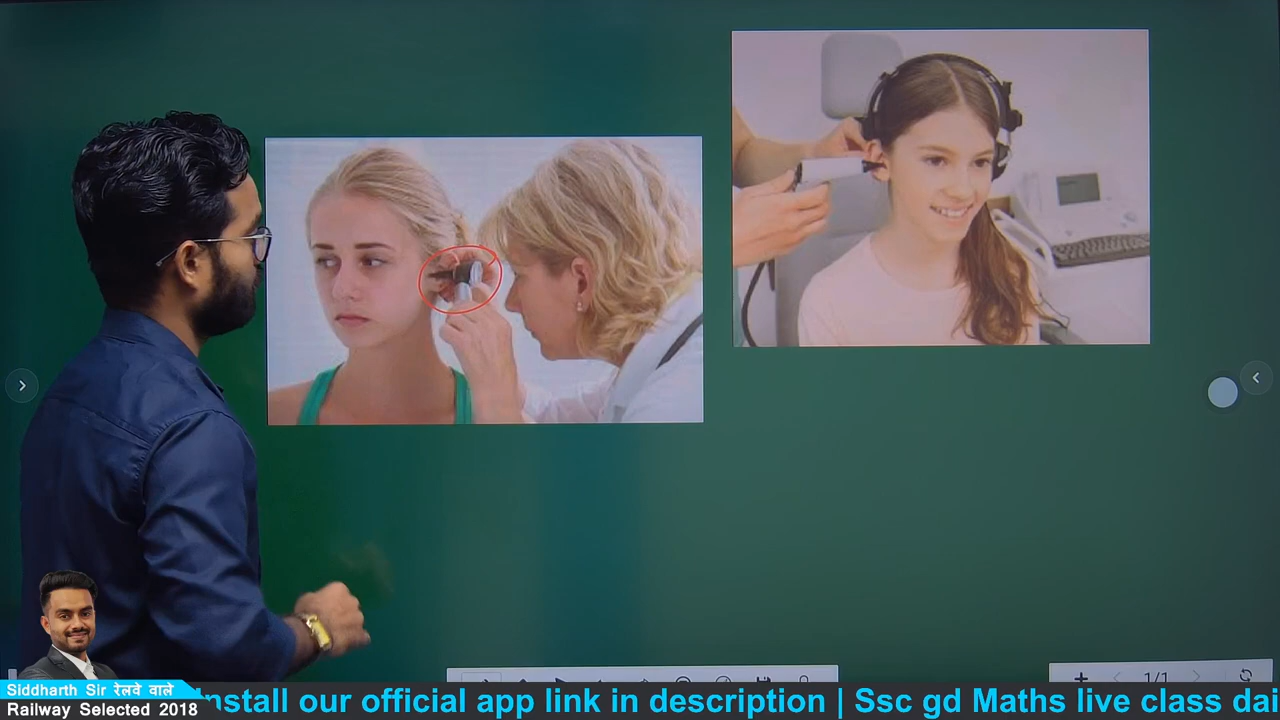 1/1
Siddharth Sir रेलवे वाले
Railway Selected 2018
install our official app link in description | Ssc gd Maths live class dai